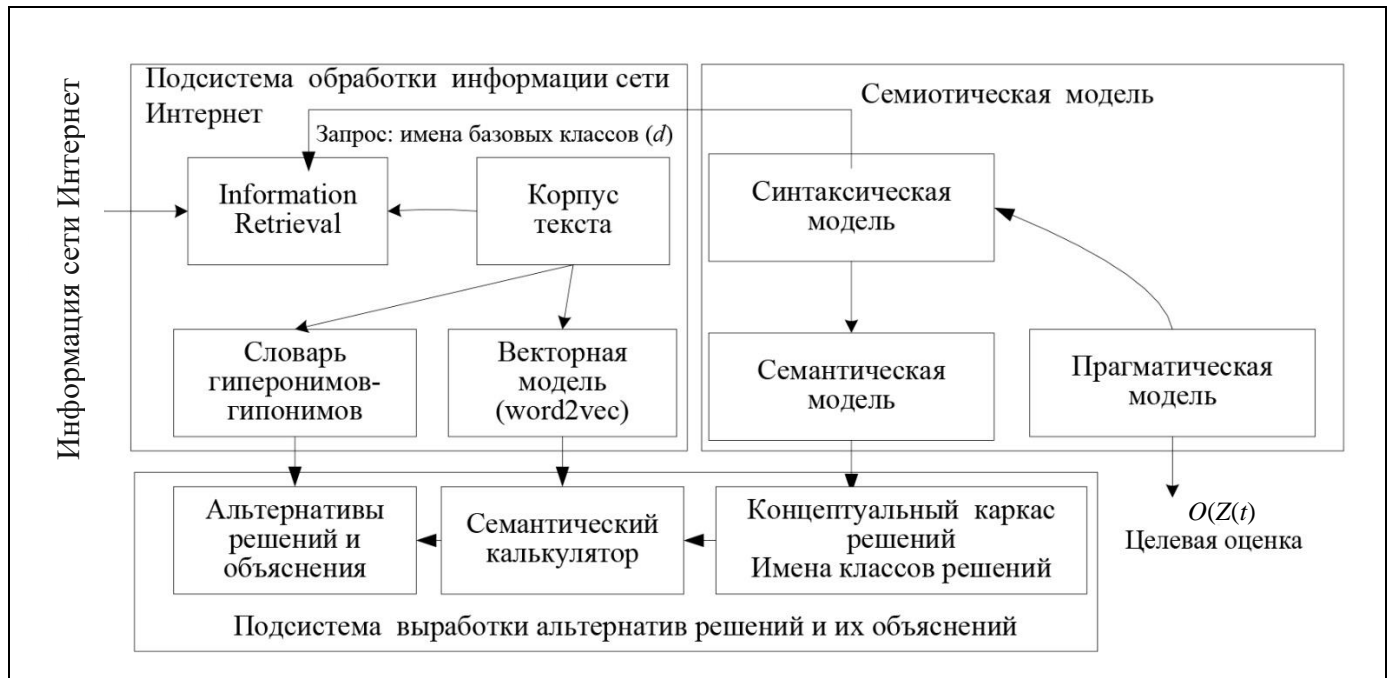 Информация сети Интернет
Подсистема обработки информации сети
Интернет
Запрос: имена базовых классов (d)
Information
Retrieval
Корпус
текста
Словарь
гиперонимов-
гипонимов
Векторная
модель
(word2vec)
Семиотическая модель
Синтаксическая
модель
Семантическая
модель
Прагматическая
модель
O(Z(t)
Целевая оценка
Альтернативы
решений и
объяснения
Семантический
калькулятор
Концептуальный каркас
решений
Имена классов решений
Подсистема выработки альтернатив решений и их объяснений